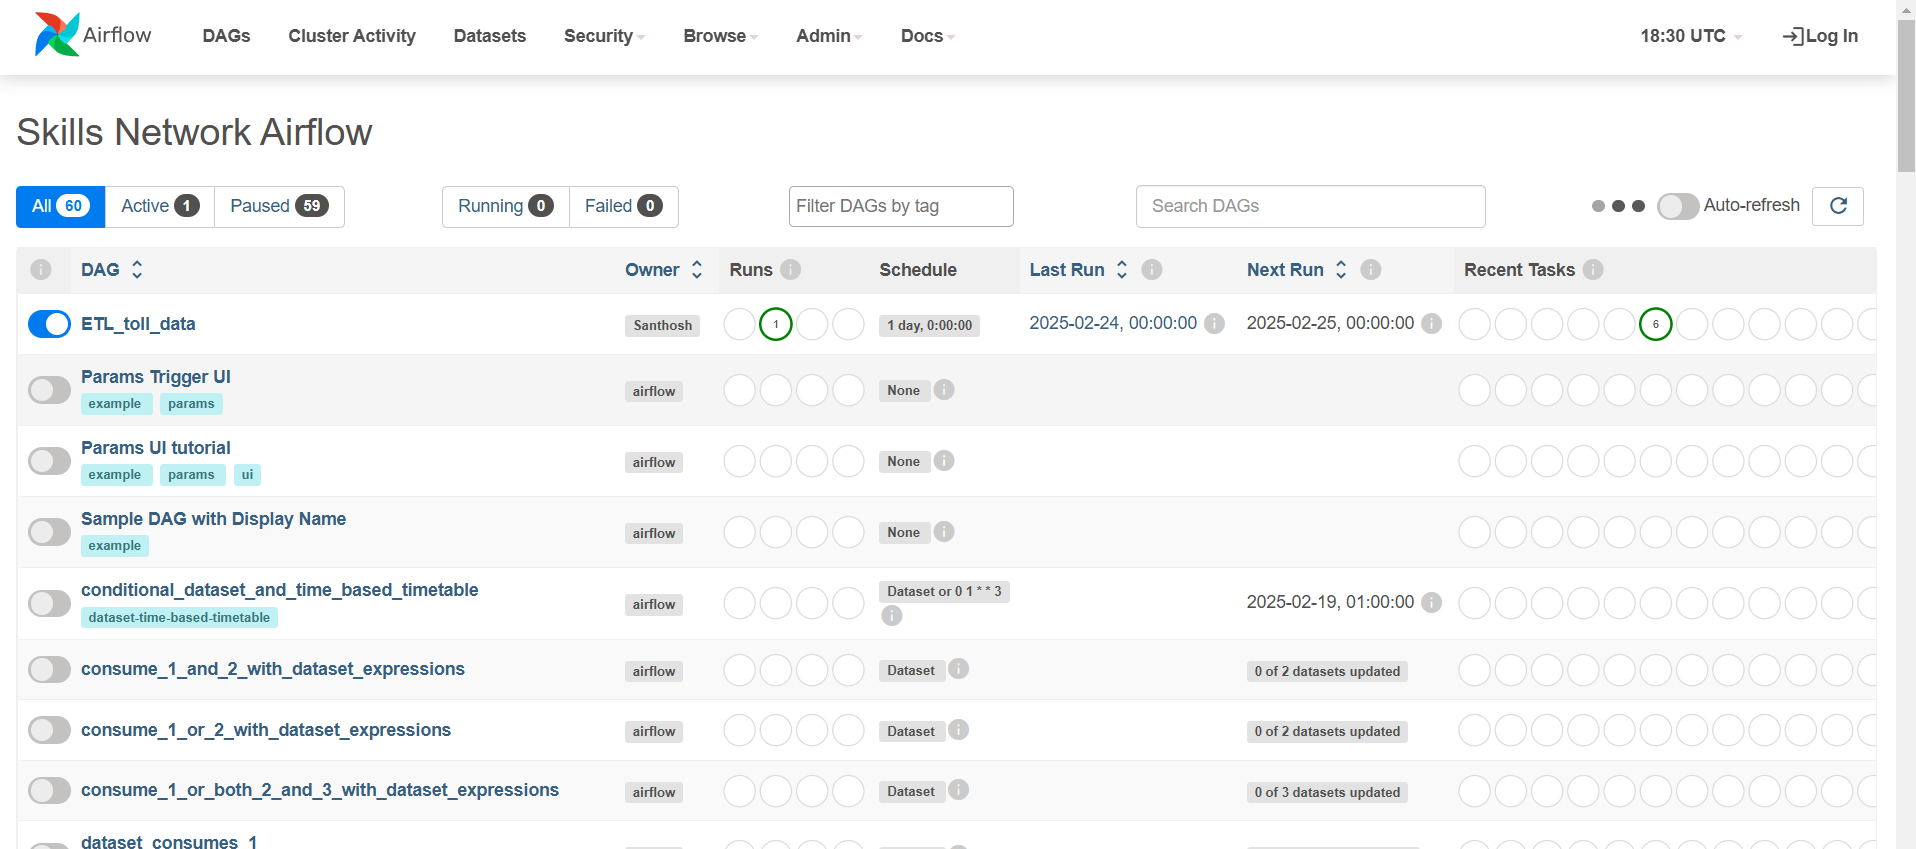 Airflow DAGs Cluster Activity Datasets Security Browse Admin Docs 18:30 UTC Log In
Skills Network Airflow
All 60 Active 1 Paused 59 Running 0 Failed 0 Filter DAGs by tag Search DAGs Auto-refresh
DAG Owner Runs Schedule Last Run Next Run Recent Tasks
ETL_toll_data Santhosh 1 1 day, 0:00:00 2025-02-24, 00:00:00 2025-02-25, 00:00:00 6
Params Trigger UI
example params airflow None
Params UI tutorial
example params ui airflow None
Sample DAG with Display Name
example airflow None
conditional_dataset_and_time_based_timetable
dataset-time-based-timetable airflow Dataset or 0 1 * * 3 2025-02-19, 01:00:00
consume_1_and_2_with_dataset_expressions airflow Dataset 0 of 2 datasets updated
consume_1_or_2_with_dataset_expressions airflow Dataset 0 of 2 datasets updated
consume_1_or_both_2_and_3_with_dataset_expressions airflow Dataset 0 of 3 datasets updated
dataset_consumes_1